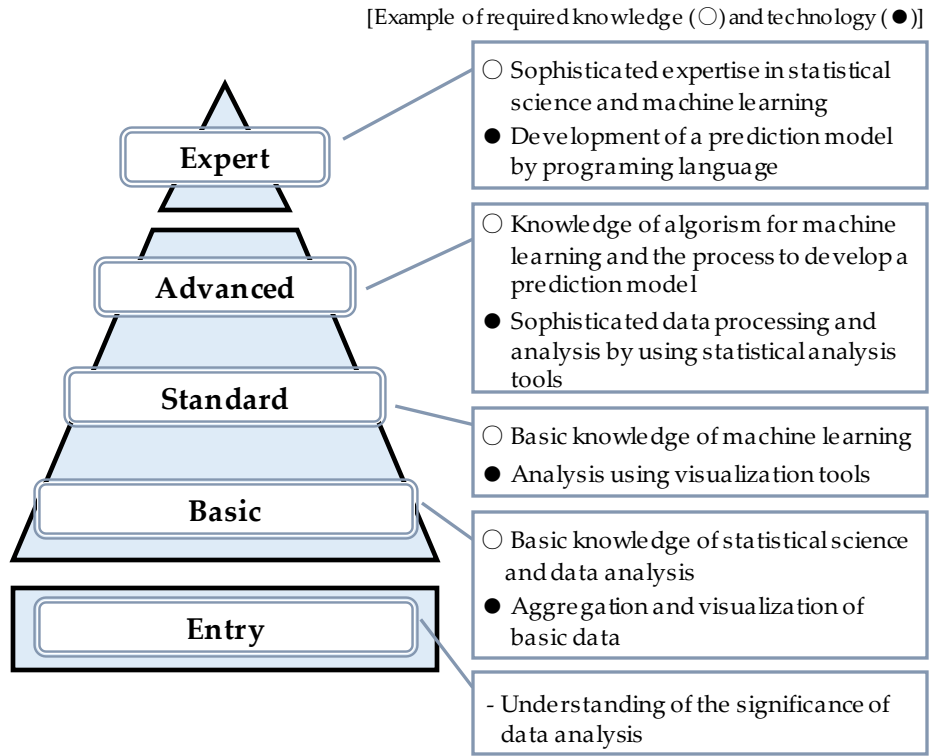 [Example of required knowledge (○) and technology (●)]
Expert
○ Sophisticated expertise in statistical
science and machine learning
● Development of a prediction model
by programing language
Advanced
○ Knowledge of algorism for machine
learning and the process to develop a
prediction model
● Sophisticated data processing and
analysis by using statistical analysis
tools
Standard
○ Basic knowledge of machine learning
● Analysis using visualization tools
Basic
○ Basic knowledge of statistical science
and data analysis
● Aggregation and visualization of
basic data
Entry
- Understanding of the significance of
data analysis